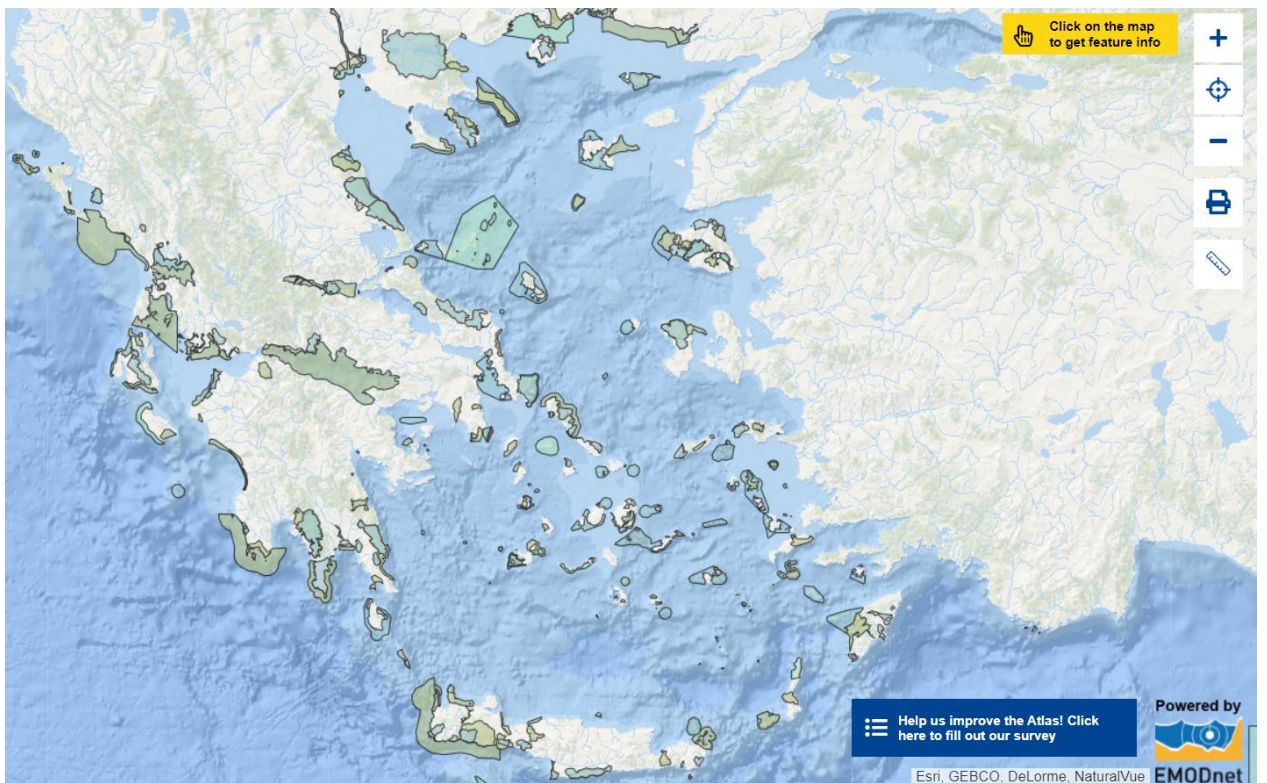 Click on the map
to get feature info
+
−
Help us improve the Atlas! Click
here to fill out our survey
Powered by
EMODnet
Esri, GEBCO, DeLorme, NaturalVue